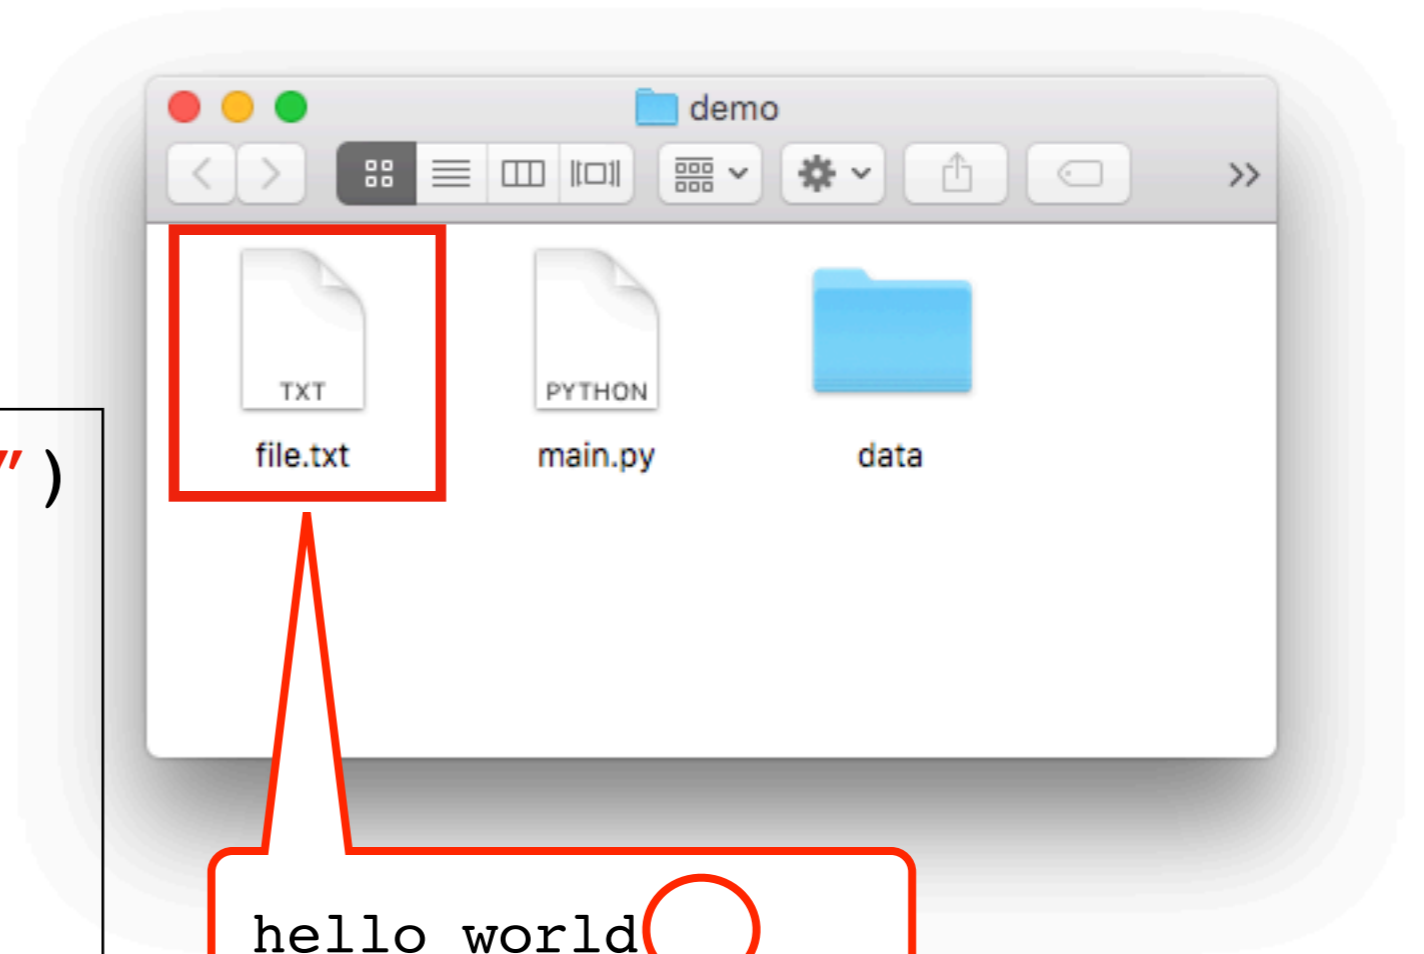 demo
TXT
PYTHON
file.txt
main.py
data
")
hello world